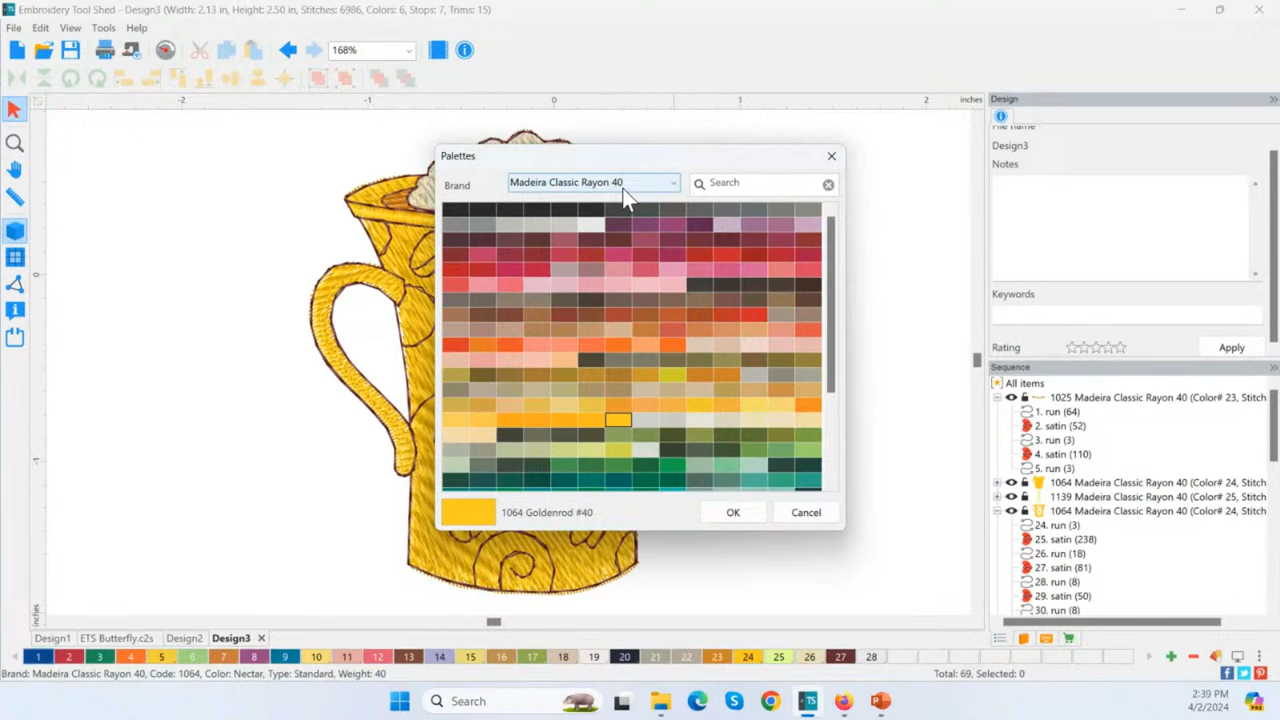 Embroidery Tool Shed - Design3 (Width: 2.13 in, Height: 2.50 in, Stitches: 6986, Colors: 6, Stops: 7, Trims: 15)
File Edit View Tools Help
168%
-2 -1 0 1 2 inches
Design
File name
Design3
Notes
Keywords
Rating Apply
Palettes
Brand Madeira Classic Rayon 40 Search
1064 Goldenrod #40 OK Cancel
0
-1
inches
Sequence
All items
1025 Madeira Classic Rayon 40 (Color# 23, Stitch
1. run (64)
2. satin (52)
3. run (3)
4. satin (110)
5. run (3)
1064 Madeira Classic Rayon 40 (Color# 24, Stitch
1139 Madeira Classic Rayon 40 (Color# 25, Stitch
1064 Madeira Classic Rayon 40 (Color# 24, Stitch
24. run (3)
25. satin (238)
26. run (18)
27. satin (81)
28. run (8)
29. satin (50)
30. run (8)
Design1 ETS Butterfly.c2s Design2 Design3
1 2 3 4 5 6 7 8 9 10 11 12 13 14 15 16 17 18 19 20 21 22 23 24 25 26 27 28
Brand: Madeira Classic Rayon 40, Code: 1064, Color: Nectar, Type: Standard, Weight: 40 Total: 69, Selected: 0
Search
2:39 PM
4/2/2024